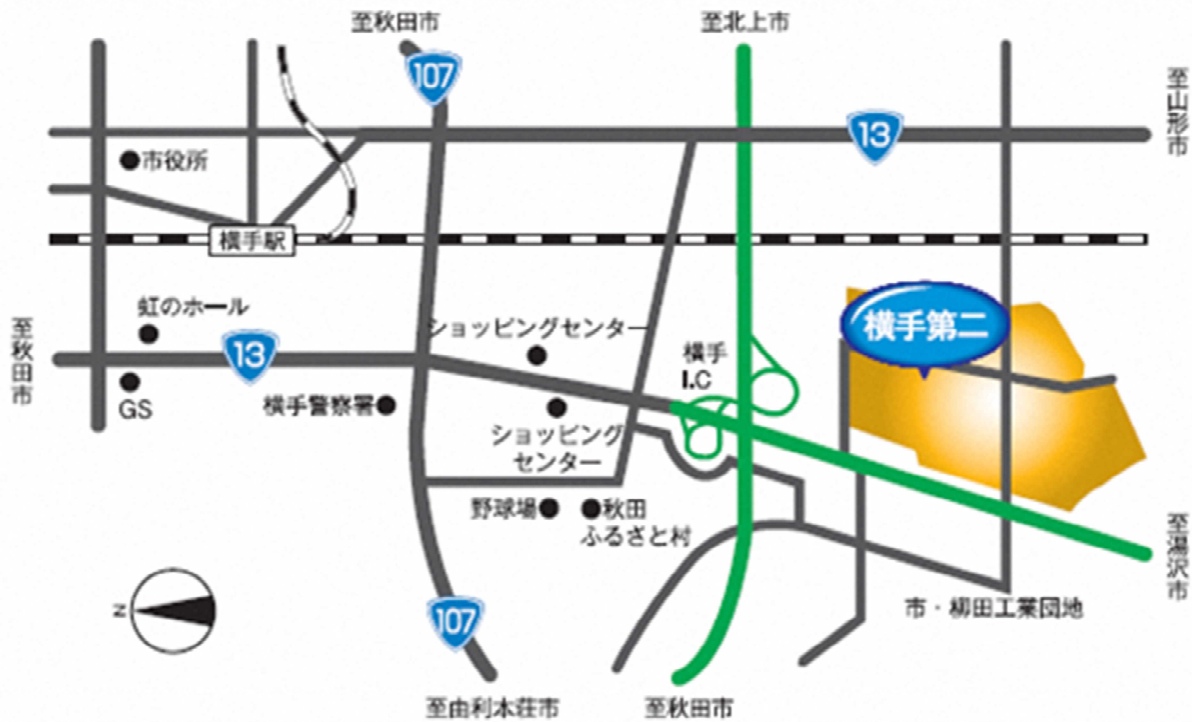 至秋田市
至北上市
107
13
至山形市
市役所
横手駅
虹のホール
ショッピングセンター
横手
I.C
横手第二
至秋田市
13
GS
横手警察署
ショッピング
センター
野球場
秋田
ふるさと村
至湯沢市
N
107
市・柳田工業団地
至由利本荘市
至秋田市